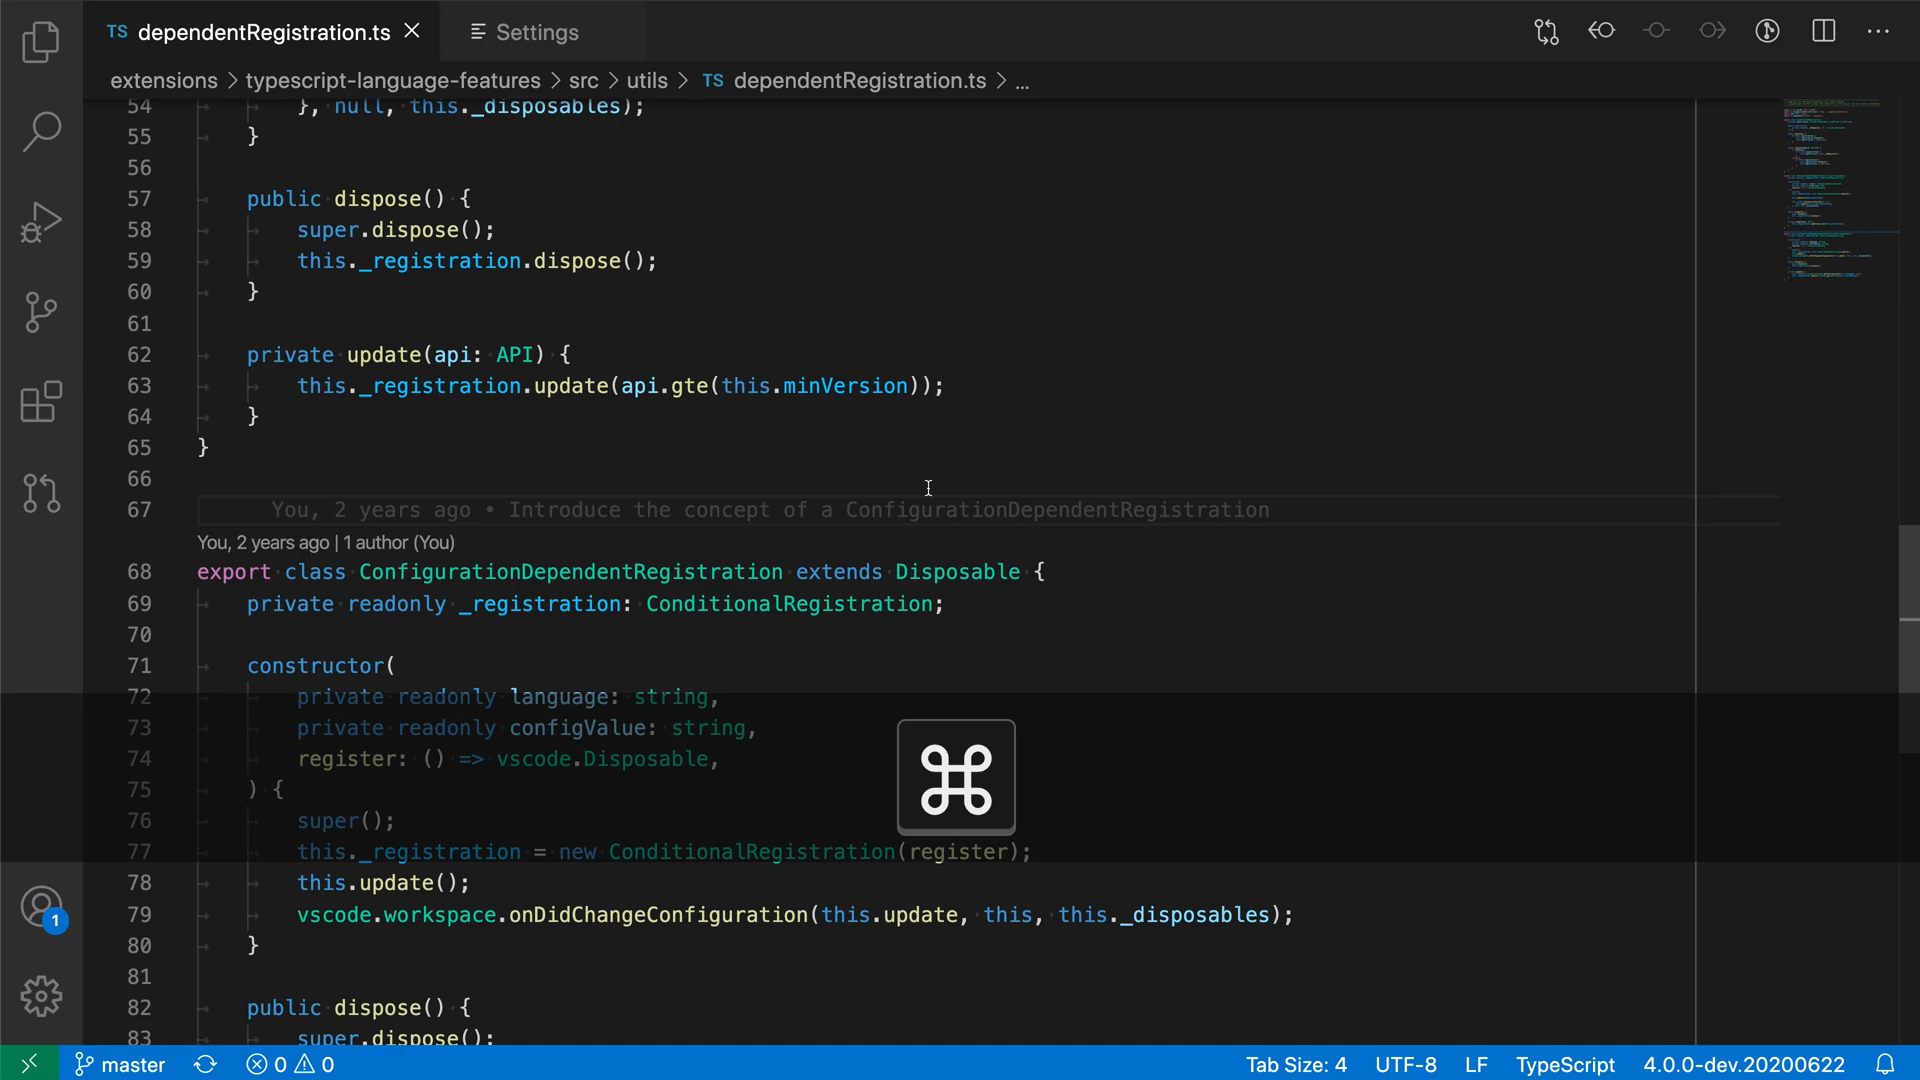 TS dependentRegistration.ts Settings
extensions > typescript-language-features > src > utils > TS dependentRegistration.ts > ...
54 }, null, this._disposables);
55 }
56
57 public dispose() {
58 super.dispose();
59 this._registration.dispose();
60 }
61
62 private update(api: API) {
63 this._registration.update(api.gte(this.minVersion));
64 }
65 }
66
67 You, 2 years ago • Introduce the concept of a ConfigurationDependentRegistration
You, 2 years ago | 1 author (You)
68 export class ConfigurationDependentRegistration extends Disposable {
69 private readonly _registration: ConditionalRegistration;
70
71 constructor(
72 private readonly language: string,
73 private readonly configValue: string,
74 register: () => vscode.Disposable,
75 ) {
76 super();
77 this._registration = new ConditionalRegistration(register);
78 this.update();
79 vscode.workspace.onDidChangeConfiguration(this.update, this, this._disposables);
80 }
81
82 public dispose() {
83 super.dispose();
⌘
1
master 0 0 Tab Size: 4 UTF-8 LF TypeScript 4.0.0-dev.20200622